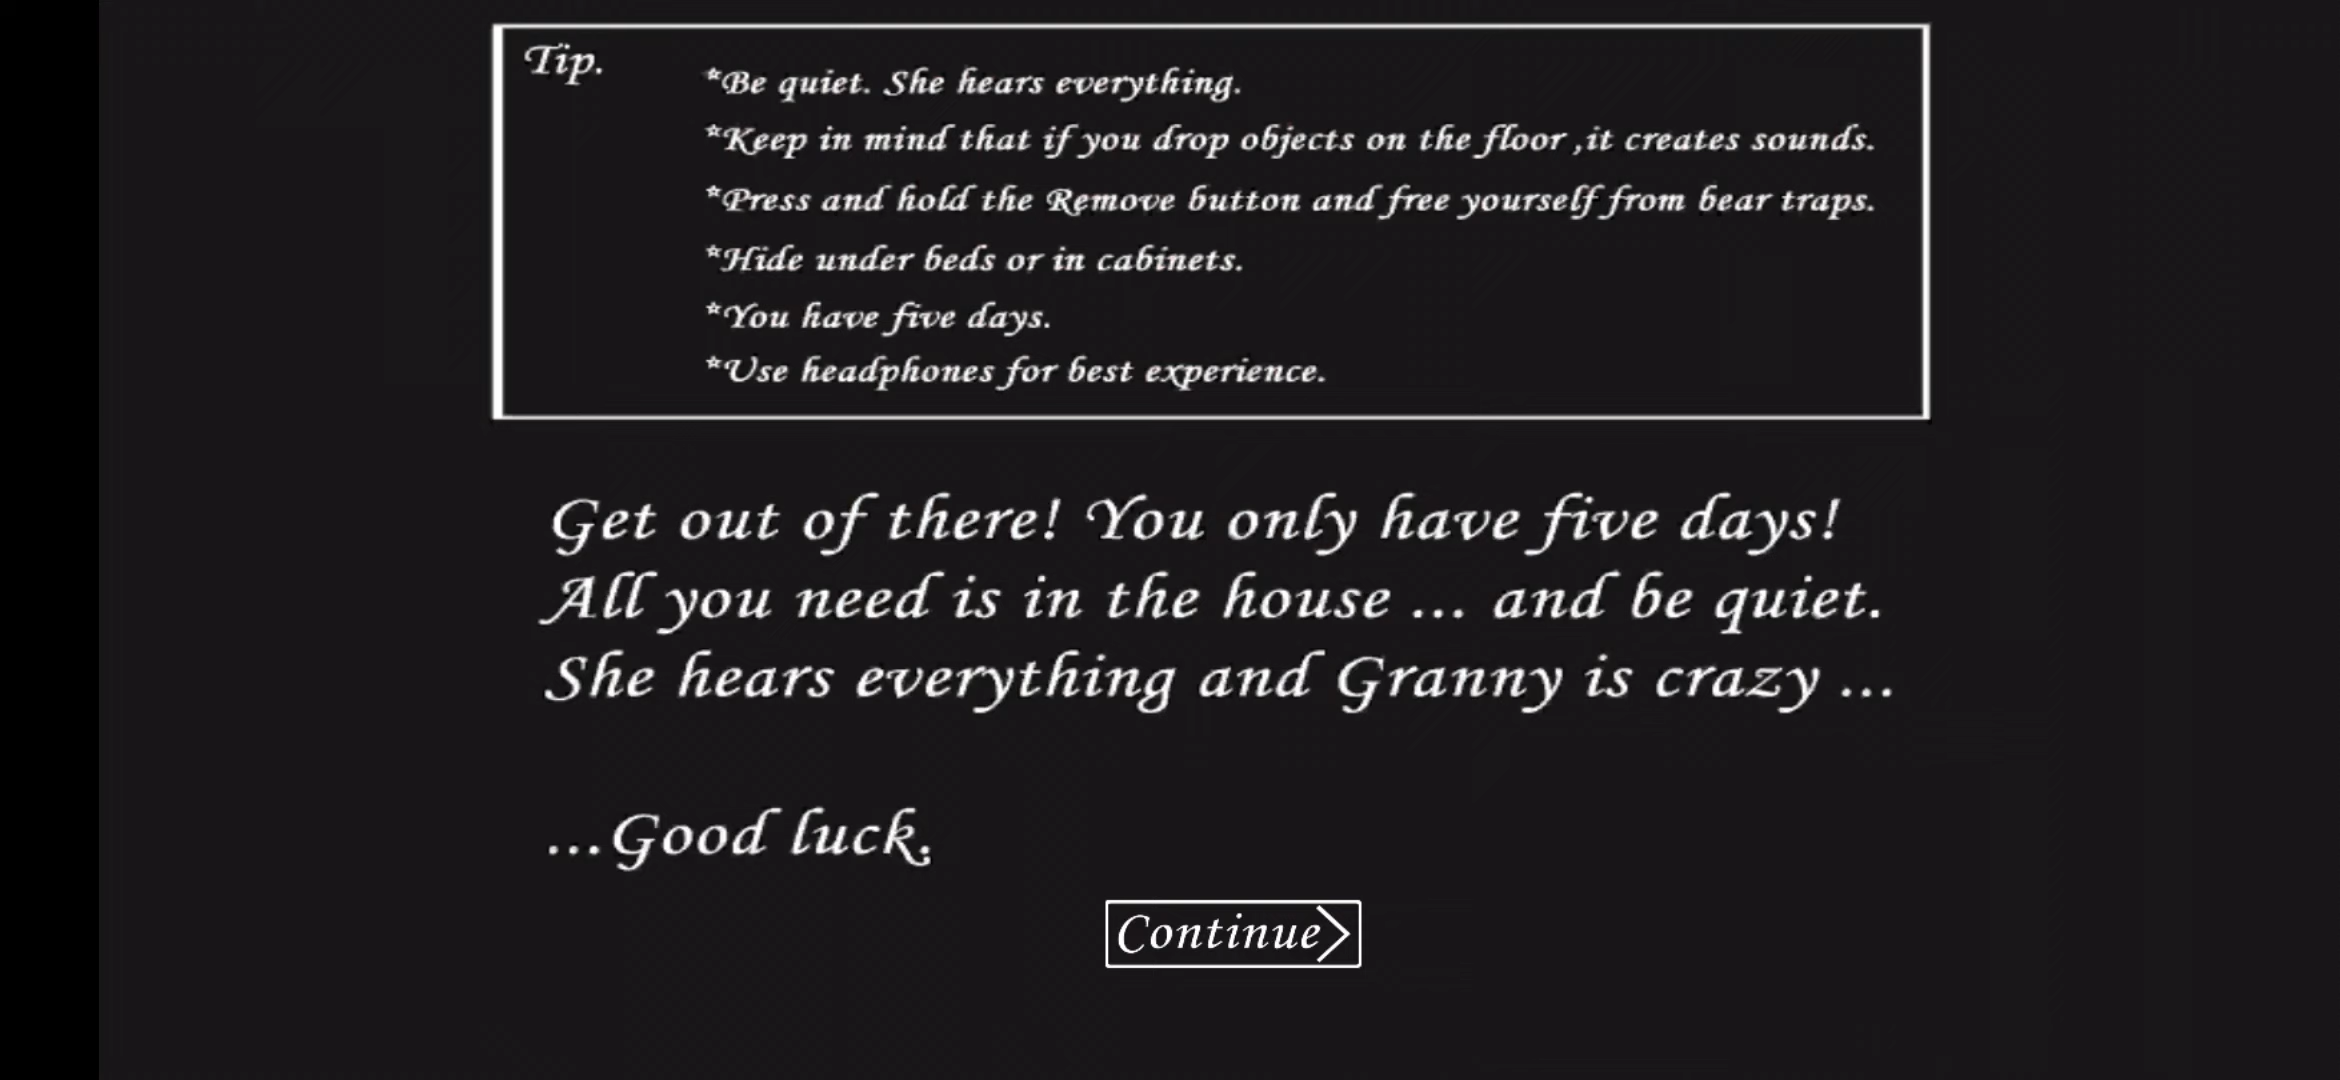 Tip.
*Be quiet. She hears everything.
*Keep in mind that if you drop objects on the floor ,it creates sounds.
*Press and hold the Remove button and free yourself from bear traps.
*Hide under beds or in cabinets.
*You have five days.
*Use headphones for best experience.
Get out of there! You only have five days!
All you need is in the house ... and be quiet.
She hears everything and Granny is crazy ...
...Good luck.
Continue>